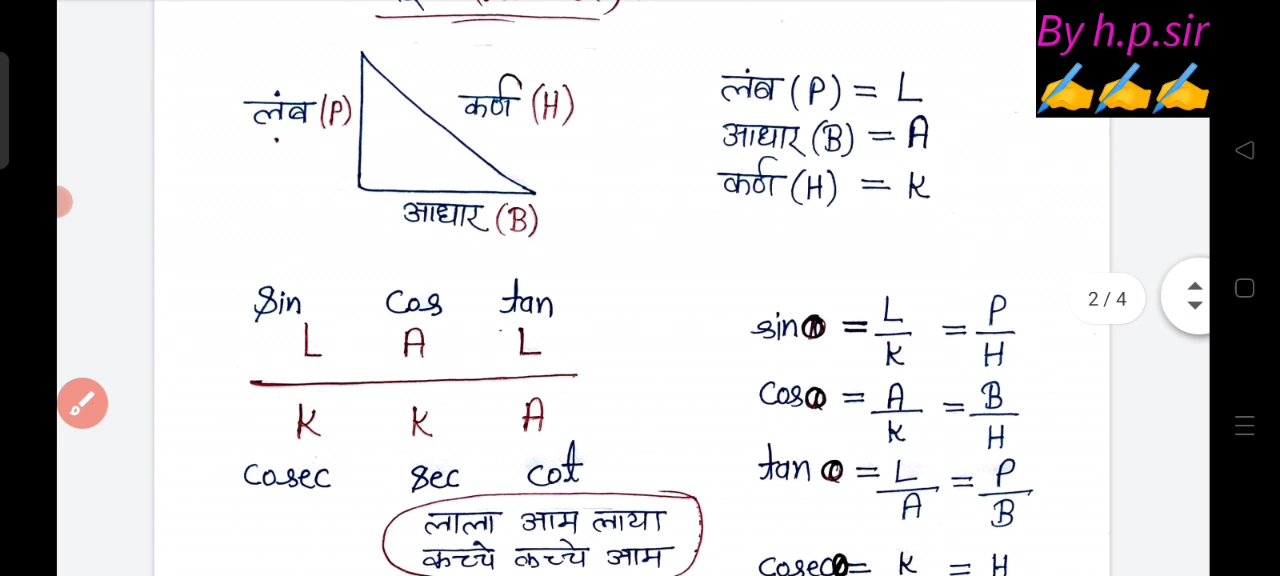 By h.p.sir
लंब (P)
कर्ण (H)
आधार (B)
लंब (P) = L
आधार (B) = A
कर्ण (H) = K
sin cos tan
L A L
K K A
cosec sec cot
लाला आम लाया
कच्चे कच्चे आम
sinθ = L/K = P/H
cosθ = A/K = B/H
tanθ = L/A = P/B
cosecθ = K = H
2 / 4